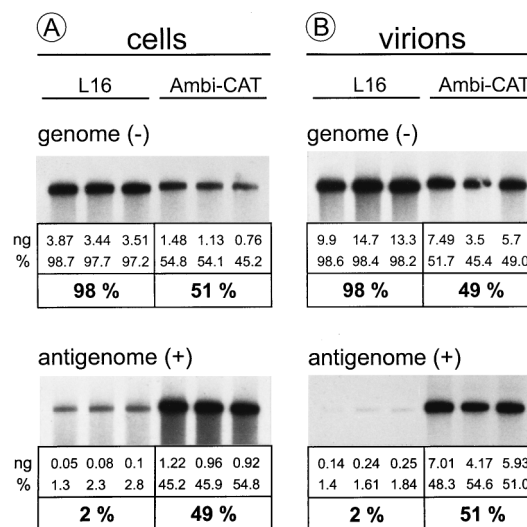 A cells
L16 Ambi-CAT
genome (-)
ng 3.87 3.44 3.51 1.48 1.13 0.76
% 98.7 97.7 97.2 54.8 54.1 45.2
98 % 51 %
antigenome (+)
ng 0.05 0.08 0.1 1.22 0.96 0.92
% 1.3 2.3 2.8 45.2 45.9 54.8
2 % 49 %
B virions
L16 Ambi-CAT
genome (-)
9.9 14.7 13.3 7.49 3.5 5.7
98.6 98.4 98.2 51.7 45.4 49.0
98 % 49 %
antigenome (+)
ng 0.14 0.24 0.25 7.01 4.17 5.93
% 1.4 1.61 1.84 48.3 54.6 51.0
2 % 51 %